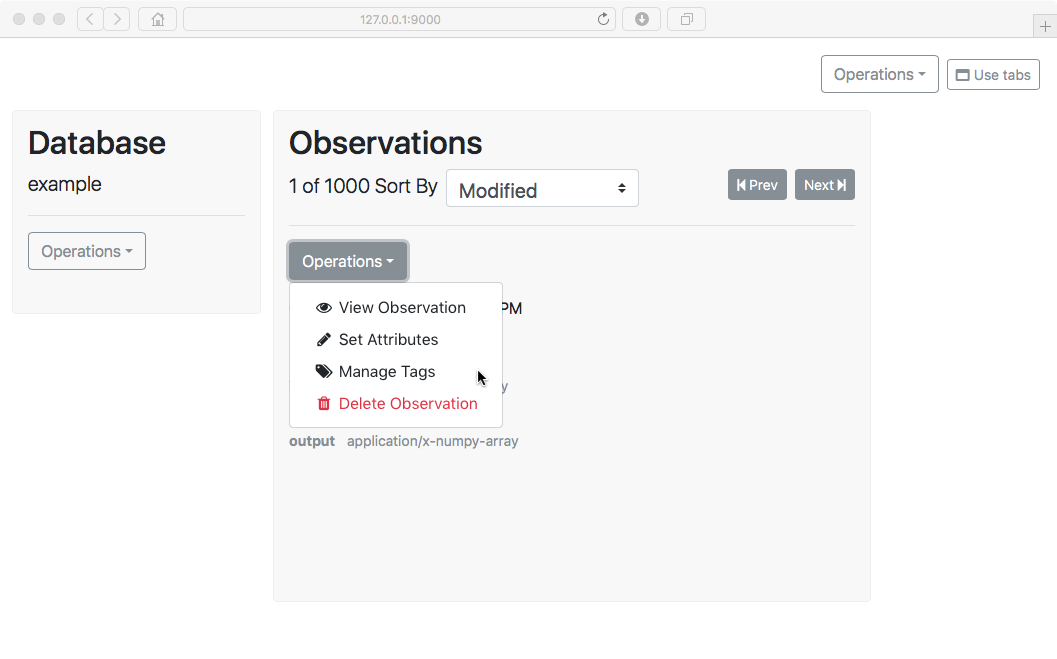 127.0.0.1:9000
Operations
Use tabs
Database
example
Operations
Observations
1 of 1000 Sort By Modified
Prev
Next
Operations
View Observation
PM
Set Attributes
Manage Tags
Delete Observation
output application/x-numpy-array